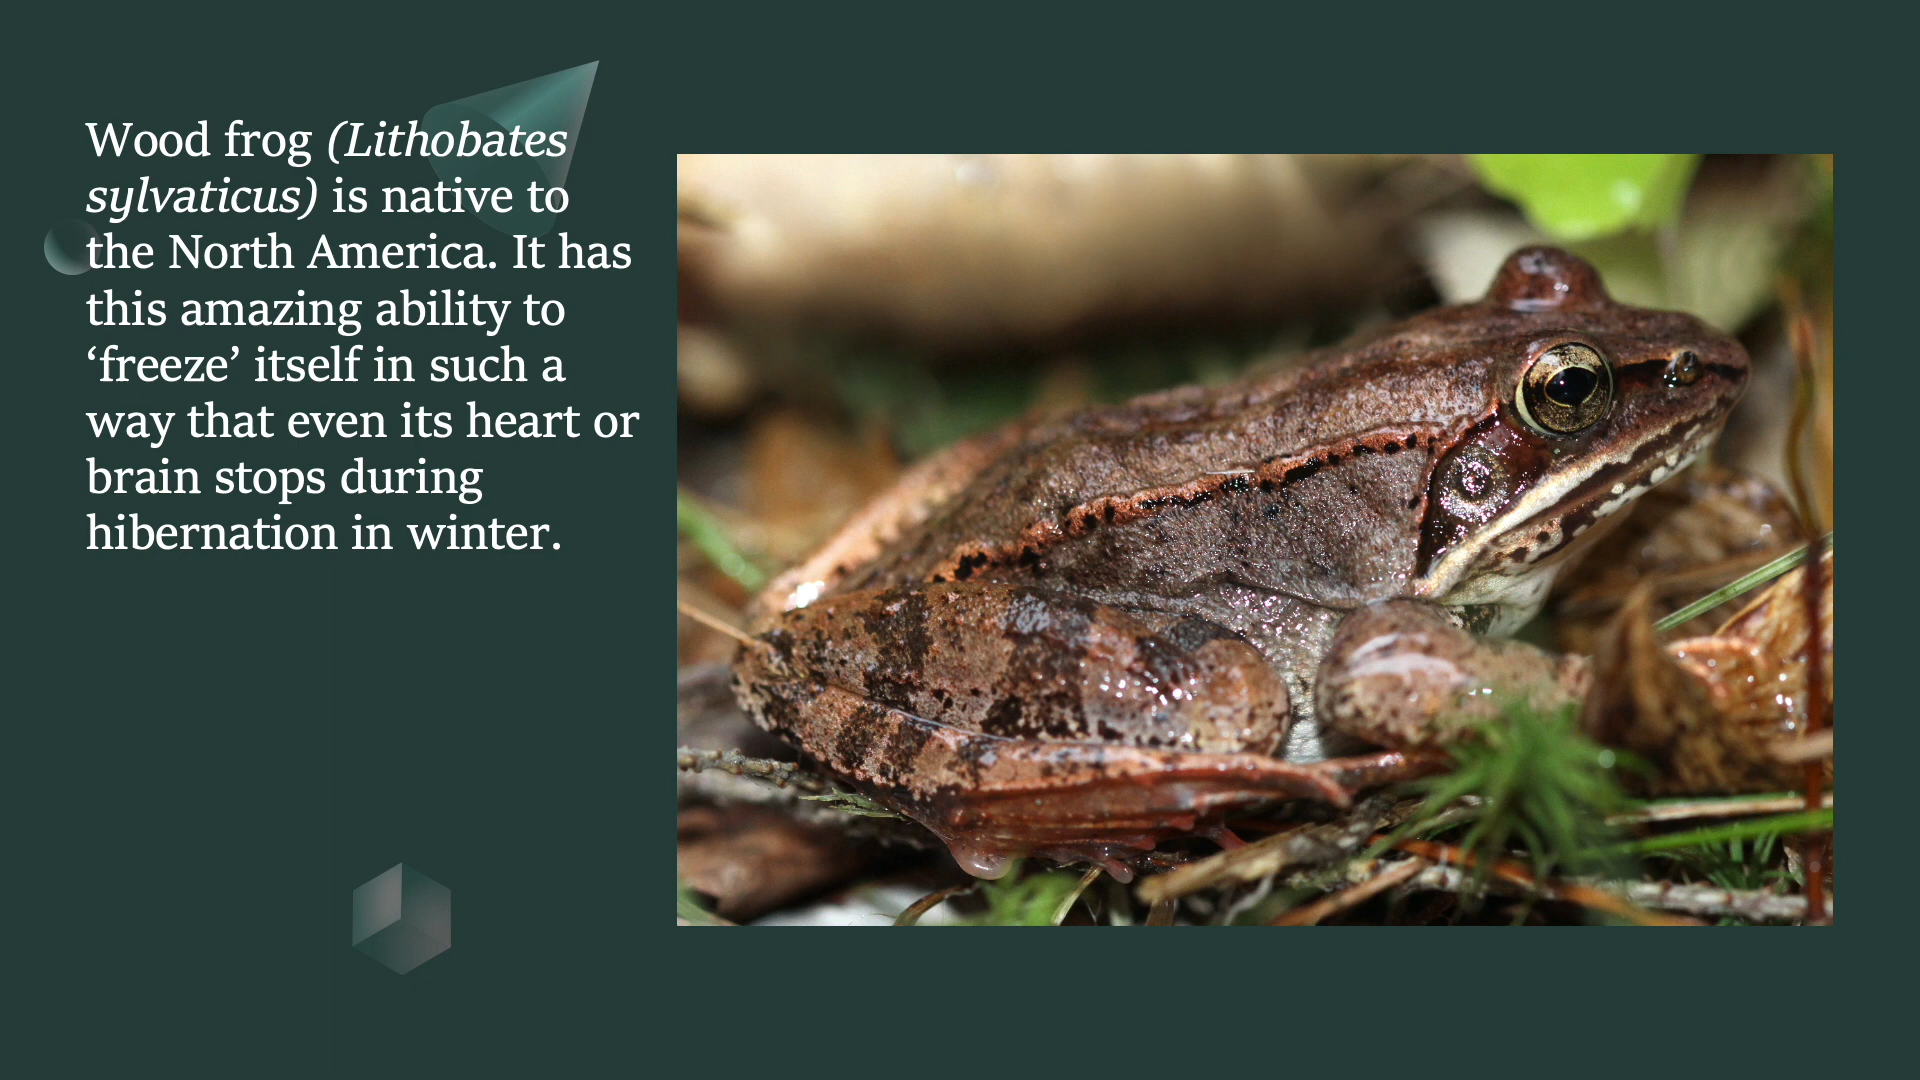 Wood frog (Lithobates
sylvaticus) is native to
the North America. It has
this amazing ability to
‘freeze’ itself in such a
way that even its heart or
brain stops during
hibernation in winter.